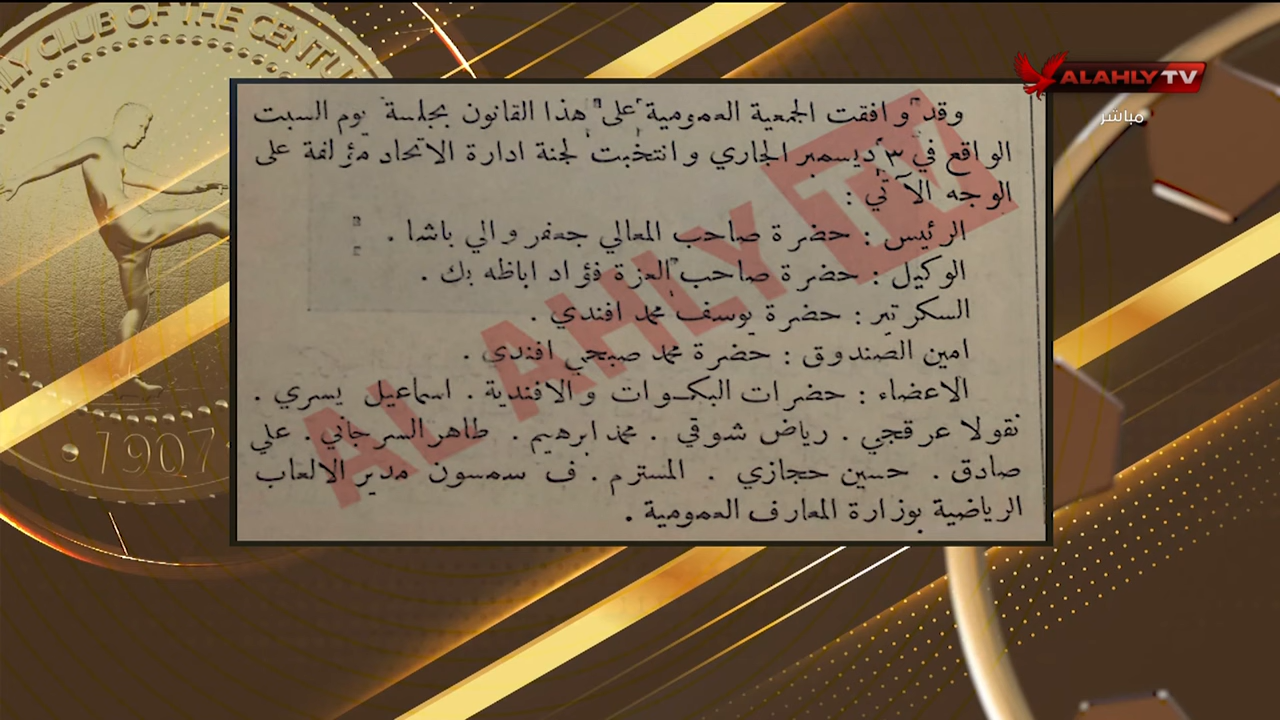 LY CLUB OF THE CENTU
1907
ALAHLY TV
مباشر
وقد وافقت الجمعية العمومية على هذا القانون بجلسة يوم السبت
الواقع في ٣ ديسمبر الجاري وانتخبت لجنة ادارة الاتحاد مؤلفة على
الوجه الآتي :
الرئيس : حضرة صاحب المعالي جعفر والي باشا .
الوكيل : حضرة صاحب العزة فؤاد اباظه بك .
السكرتير : حضرة يوسف محمد افندي .
امين الصندوق : حضرة محمد صبحي افندي .
الاعضاء : حضرات البكوات والافندية . اسماعيل يسري .
نقولا عرقجي . رياض شوقي . محمد ابرهيم . طاهر السرجاني . علي
صادق . حسين حجازي . المستر م . ف سمسون مدير الالعاب
الرياضية بوزارة المعارف العمومية .
ALAHLY TV